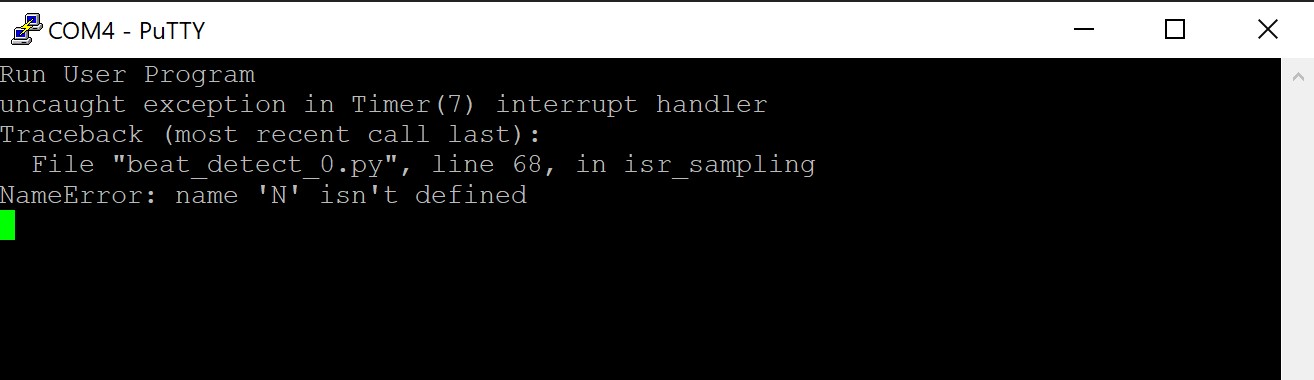 COM4 - PuTTY
Run User Program
uncaught exception in Timer(7) interrupt handler
Traceback (most recent call last):
  File "beat_detect_0.py", line 68, in isr_sampling
NameError: name 'N' isn't defined